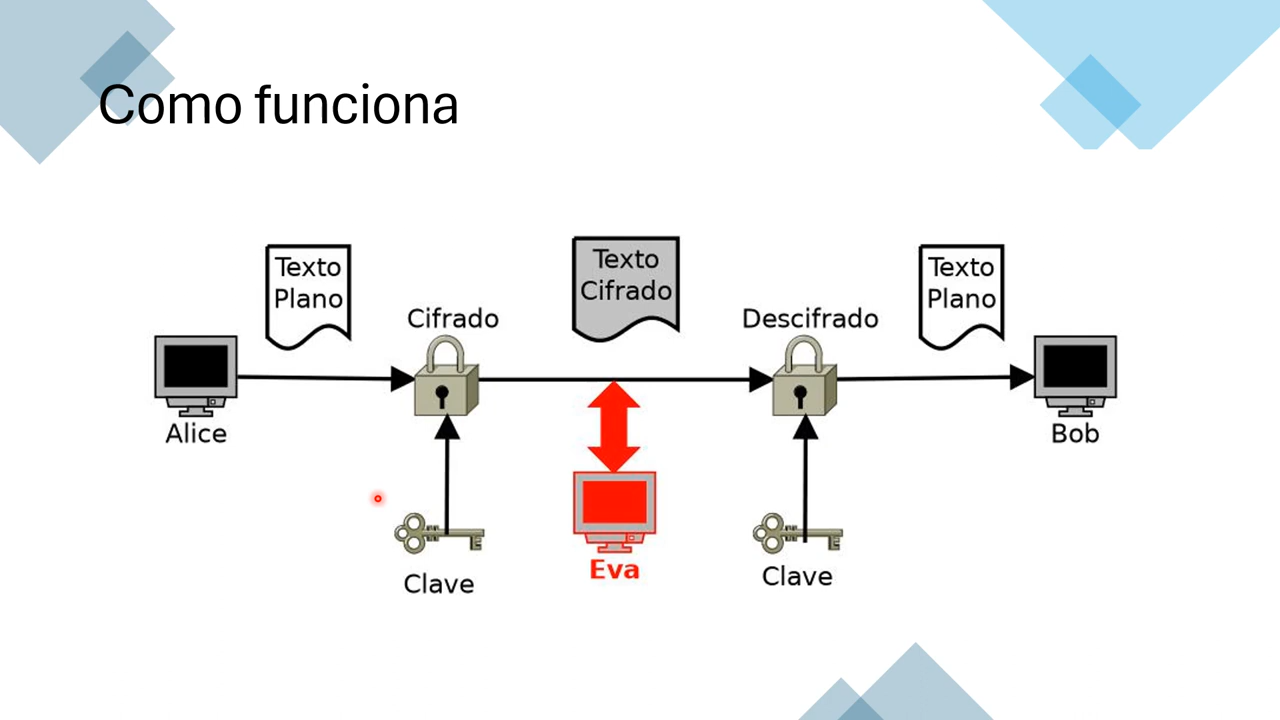 Como funciona
Texto
Plano
Texto
Cifrado
Texto
Plano
Cifrado
Descifrado
Alice
Bob
Eva
Clave
Clave